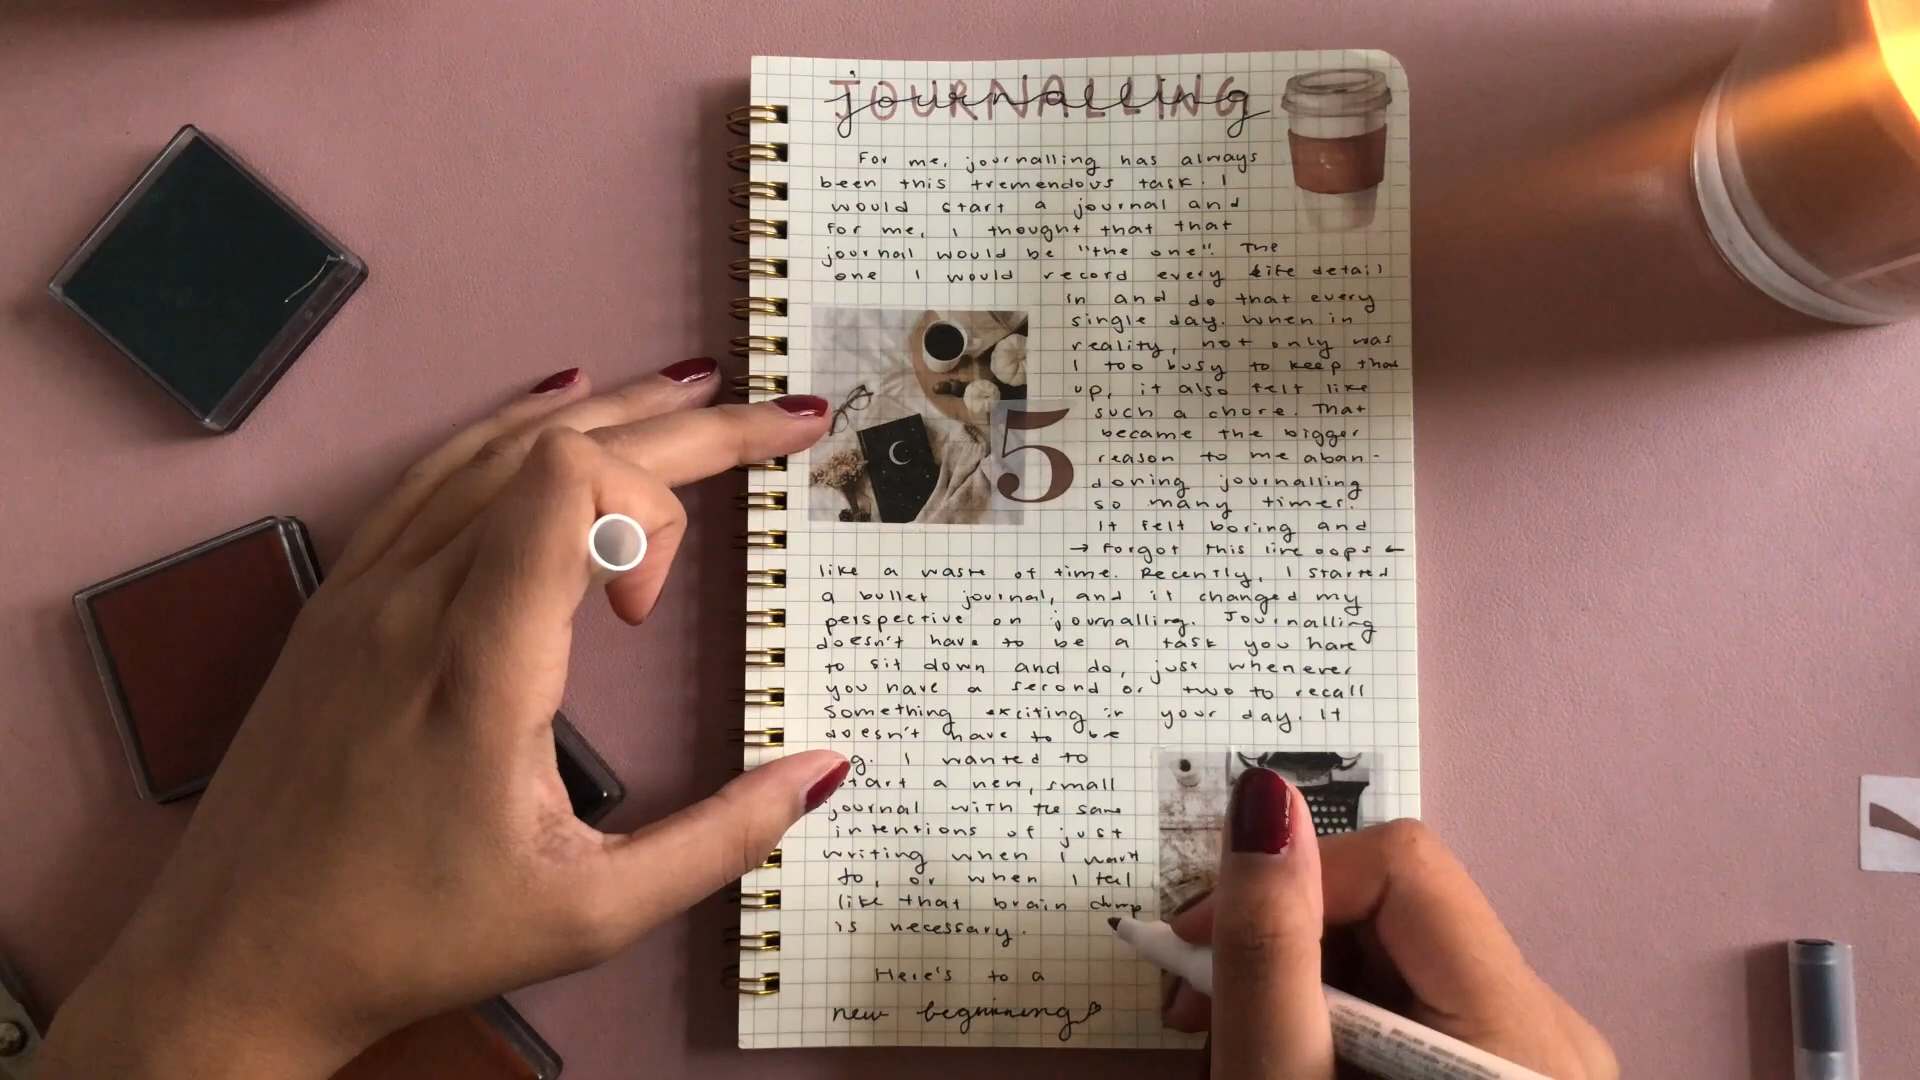 JOURNALLING
journalling
For me, journalling has always
been this tremendous task. I
would start a journal and
for me, I thought that that
journal would be "the one". The
one I would record every life detail
in and do that every
single day. When in
reality, not only was
I too busy to keep that
up, it also felt like
such a chore. That
became the bigger
reason to me aban-
doning journalling
so many times.
It felt boring and
→ forgot this line oops ←
like a waste of time. Recently, I started
a bullet journal, and it changed my
perspective on journalling. Journalling
doesn't have to be a task you have
to sit down and do, just whenever
you have a second or two to recall
something exciting in your day. It
doesn't have to be
g. I wanted to
start a new, small
journal with the same
intentions of just
writing when I want
to, or when I feel
like that brain dump
is necessary.
Here's to a
new beginning
5